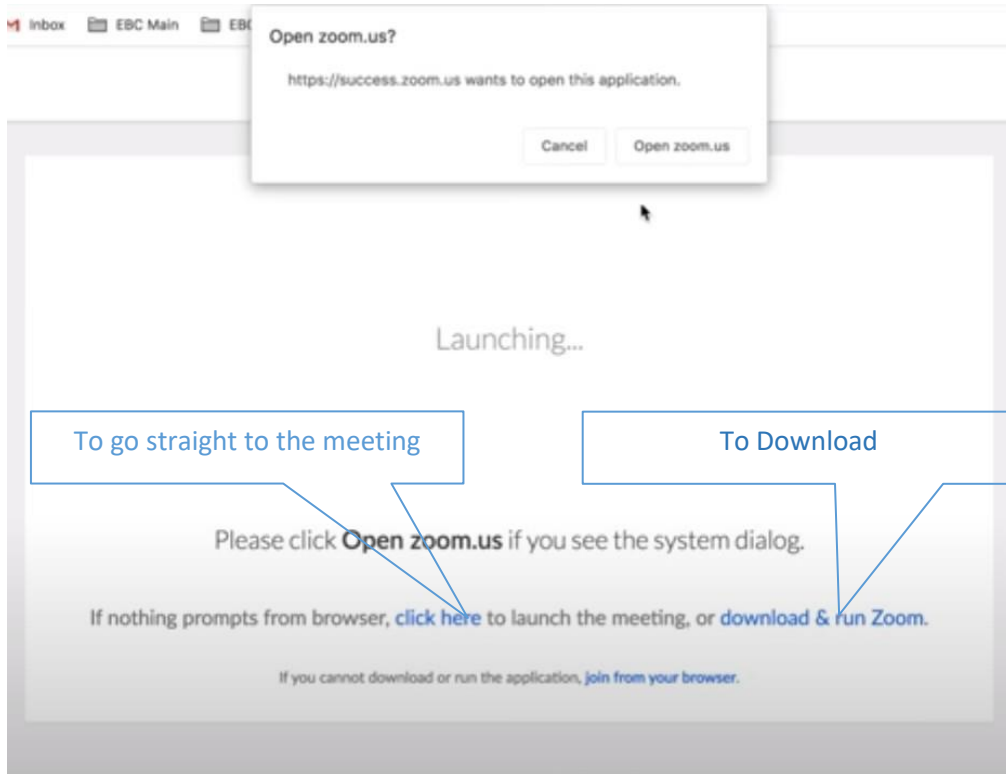 Inbox EBC Main EBC
Open zoom.us?
https://success.zoom.us wants to open this application.
Cancel Open zoom.us
Launching...
To go straight to the meeting To Download
Please click Open zoom.us if you see the system dialog.
If nothing prompts from browser, click here to launch the meeting, or download & run Zoom.
If you cannot download or run the application, join from your browser.